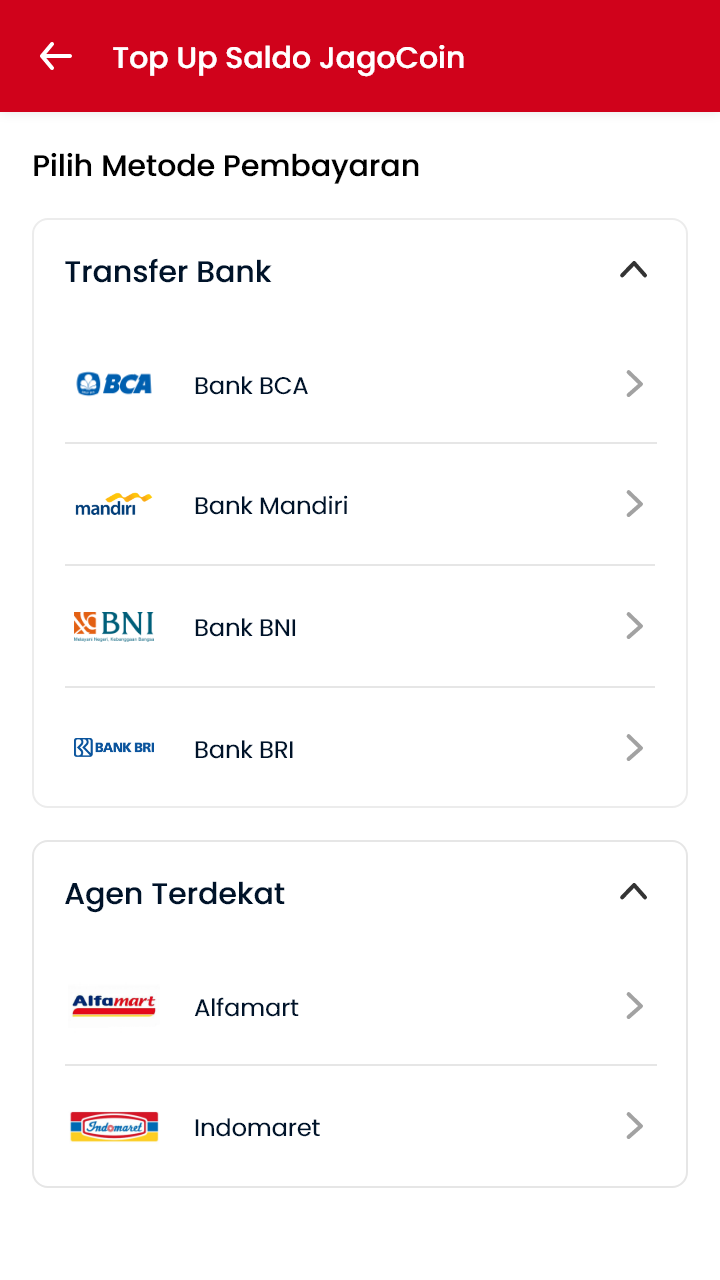 Top Up Saldo JagoCoin
Pilih Metode Pembayaran
Transfer Bank
BCA Bank BCA
mandiri Bank Mandiri
BNI Bank BNI
Melayani Negeri, Kebanggaan Bangsa
BANK BRI Bank BRI
Agen Terdekat
Alfamart Alfamart
Indomaret Indomaret